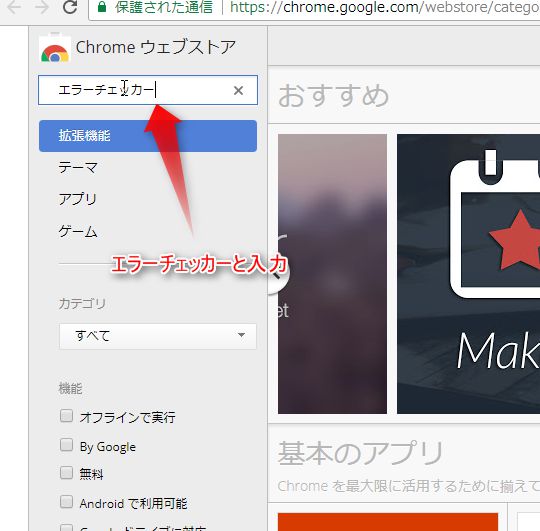 保護された通信
https://chrome.google.com/webstore/catego
Chrome ウェブストア
エラーチェッカー
拡張機能
テーマ
アプリ
ゲーム
エラーチェッカーと入力
カテゴリ
すべて
機能
オフラインで実行
By Google
無料
Android で利用可能
おすすめ
et
Mak
基本のアプリ
Chrome を最大限に活用するために揃えて